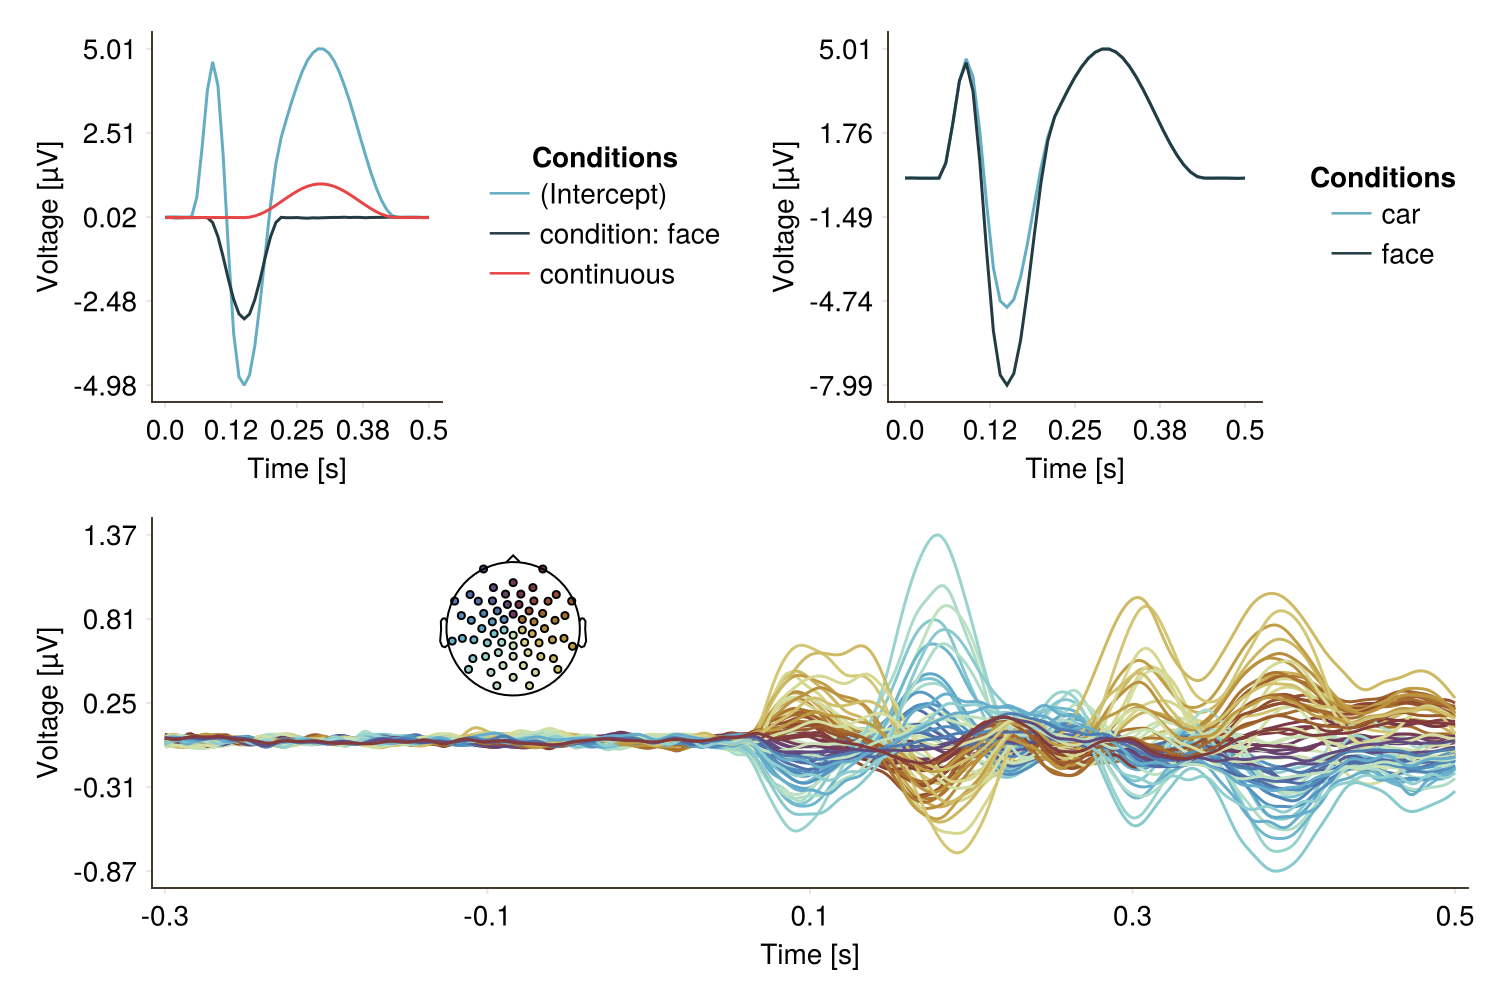 5.01
2.51
0.02
-2.48
-4.98
Voltage [µV]
0.0 0.12 0.25 0.38 0.5
Time [s]
Conditions
(Intercept)
condition: face
continuous
5.01
1.76
-1.49
-4.74
-7.99
Voltage [µV]
0.0 0.12 0.25 0.38 0.5
Time [s]
Conditions
car
face
1.37
0.81
0.25
-0.31
-0.87
Voltage [µV]
-0.3 -0.1 0.1 0.3 0.5
Time [s]